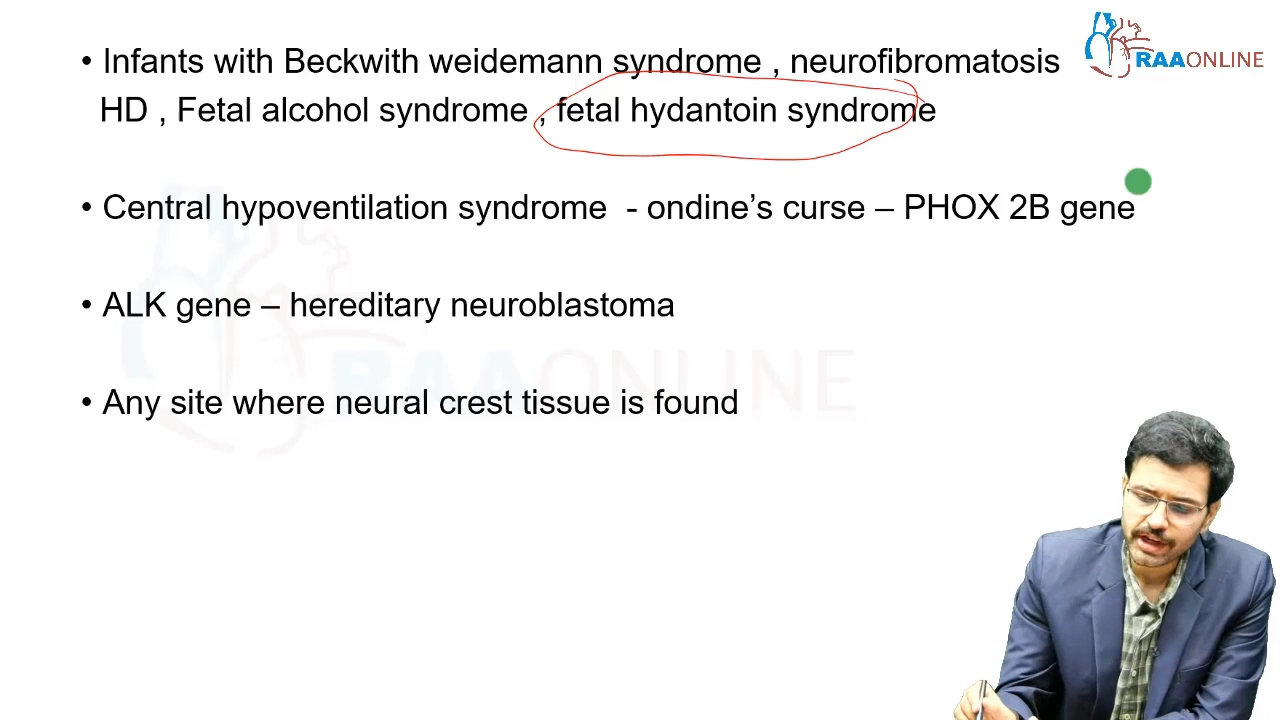 RAAONLINE
• Infants with Beckwith weidemann syndrome , neurofibromatosis
HD , Fetal alcohol syndrome , fetal hydantoin syndrome
• Central hypoventilation syndrome - ondine’s curse – PHOX 2B gene
• ALK gene – hereditary neuroblastoma
RAAONLINE
• Any site where neural crest tissue is found